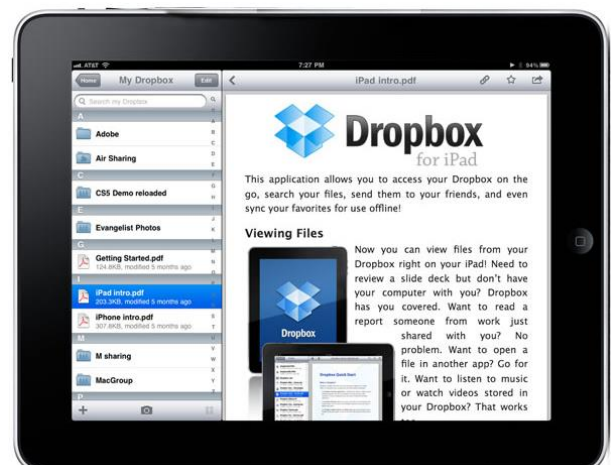 AT&T
7:27 PM
94%
Home
My Dropbox
Edit
iPad intro.pdf
Search my Dropbox
A
Adobe
Air Sharing
C
CS5 Demo reloaded
E
Evangelist Photos
G
Getting Started.pdf
124.8KB, modified 5 months ago
I
iPad intro.pdf
203.3KB, modified 5 months ago
iPhone intro.pdf
307.8KB, modified 5 months ago
M
M sharing
MacGroup
P
Dropbox
for iPad
This application allows you to access your Dropbox on the
go, search your files, send them to your friends, and even
sync your favorites for use offline!
Viewing Files
Now you can view files from your
Dropbox right on your iPad! Need to
review a slide deck but don't have
your computer with you? Dropbox
has you covered. Want to read a
report someone from work just
shared with you? No
problem. Want to open a
file in another app? Go for
it. Want to listen to music
or watch videos stored in
your Dropbox? That works
Dropbox
Dropbox Quick Start